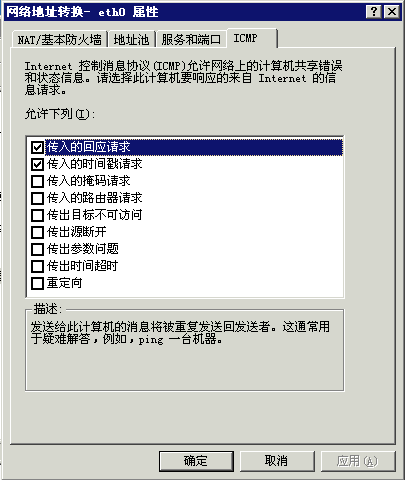 网络地址转换- eth0 属性
NAT/基本防火墙 地址池 服务和端口 ICMP
Internet 控制消息协议(ICMP)允许网络上的计算机共享错误
和状态信息。请选择此计算机要响应的来自 Internet 的信
息请求。
允许下列(I):
传入的回应请求
传入的时间戳请求
传入的掩码请求
传入的路由器请求
传出目标不可访问
传出源断开
传出参数问题
传出时间超时
重定向
描述:
发送给此计算机的消息将被重复发送回发送者。这通常用
于疑难解答,例如,ping 一台机器。
确定 取消 应用(A)